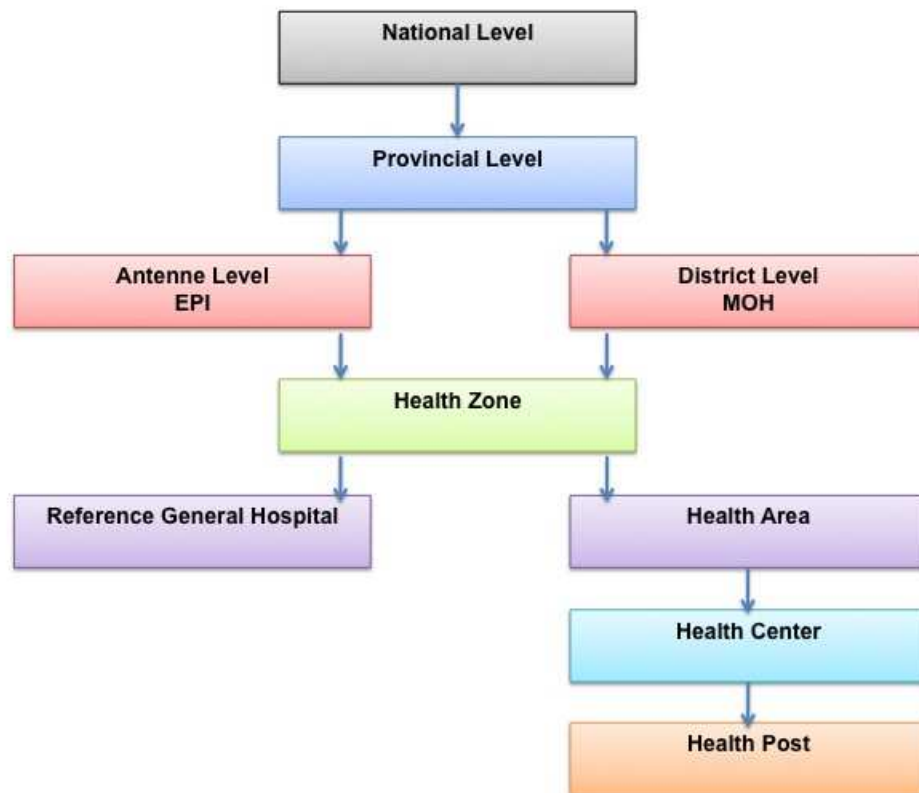 National Level
Provincial Level
Antenne Level
EPI
District Level
MOH
Health Zone
Reference General Hospital
Health Area
Health Center
Health Post